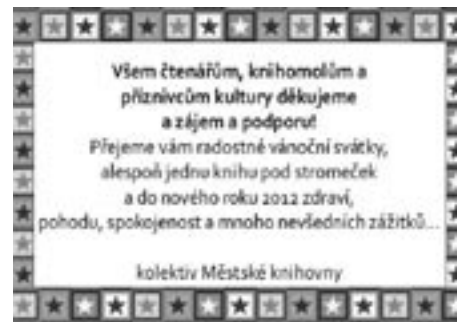 Všem čtenářům, knihomolům a
příznivcům kultury děkujeme
a zájem a podporu!
Přejeme vám radostné vánoční svátky,
alespoň jednu knihu pod stromeček
a do nového roku 2012 zdraví,
pohodu, spokojenost a mnoho nevšedních zážitků...
kolektiv Městské knihovny